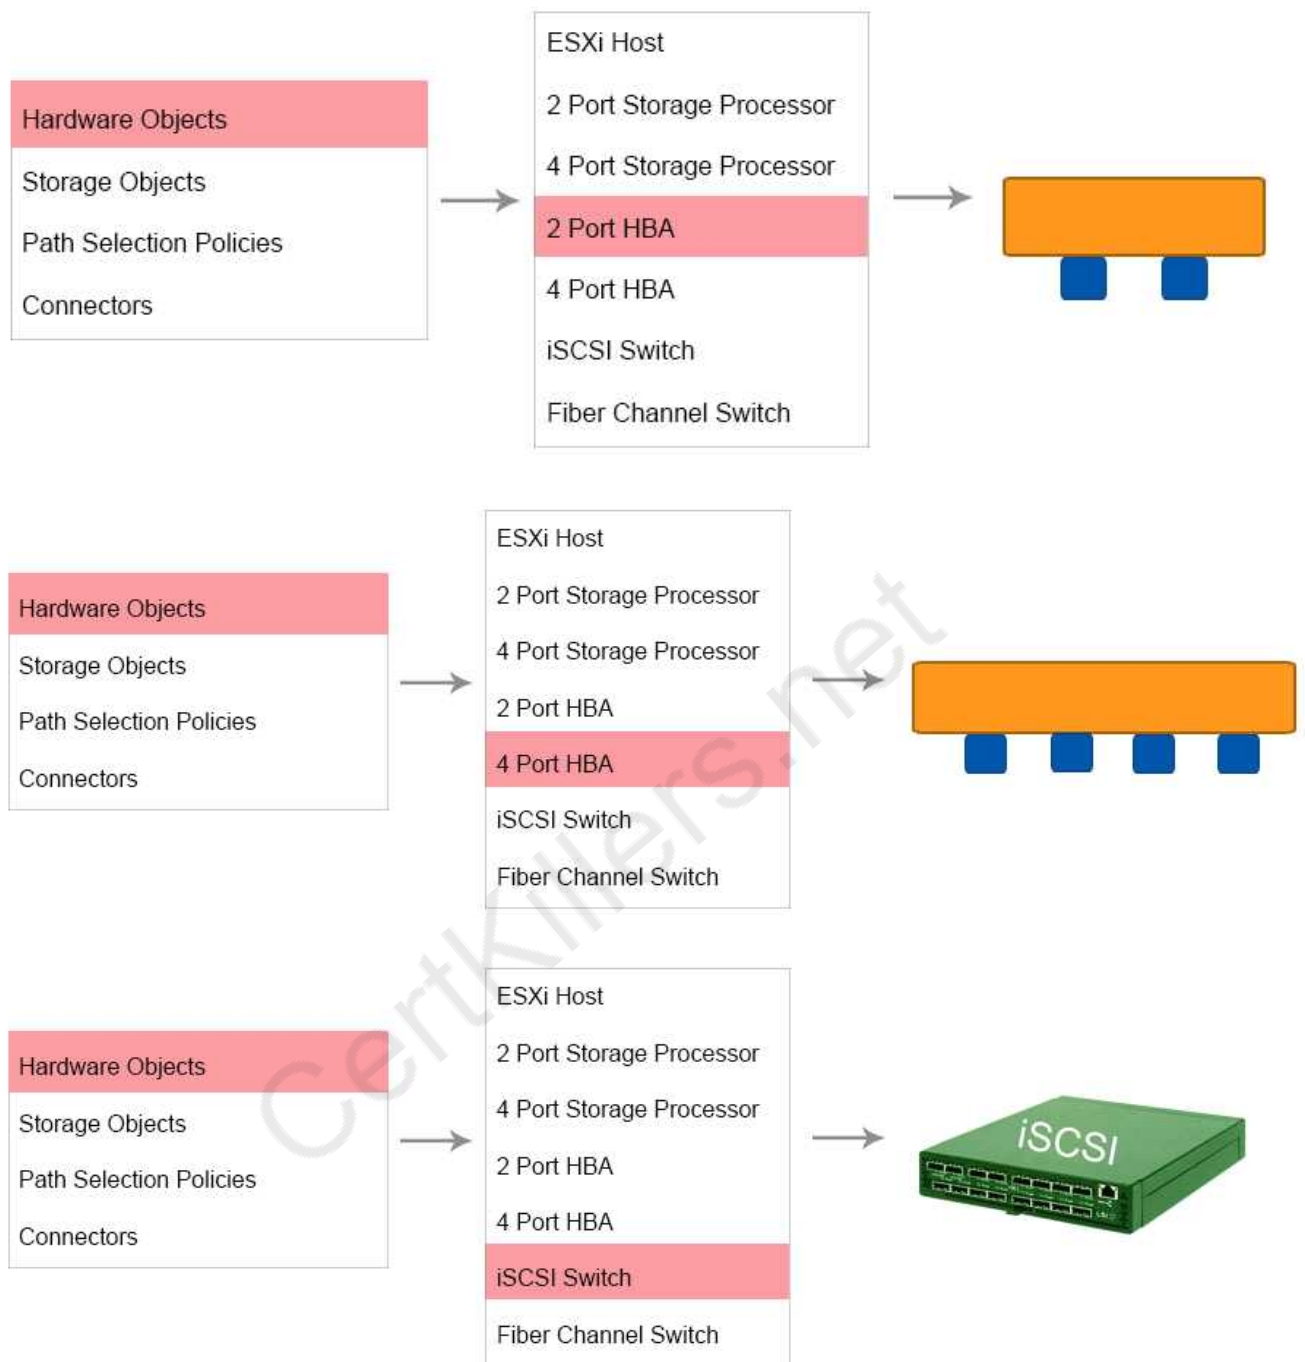 ESXi Host
2 Port Storage Processor
4 Port Storage Processor
2 Port HBA
4 Port HBA
iSCSI Switch
Fiber Channel Switch
Hardware Objects
Storage Objects
Path Selection Policies
Connectors
ESXi Host
2 Port Storage Processor
4 Port Storage Processor
2 Port HBA
4 Port HBA
iSCSI Switch
Fiber Channel Switch
Hardware Objects
Storage Objects
Path Selection Policies
Connectors
ESXi Host
2 Port Storage Processor
4 Port Storage Processor
2 Port HBA
4 Port HBA
iSCSI Switch
Fiber Channel Switch
Hardware Objects
Storage Objects
Path Selection Policies
Connectors
iSCSI
CertKillers.net